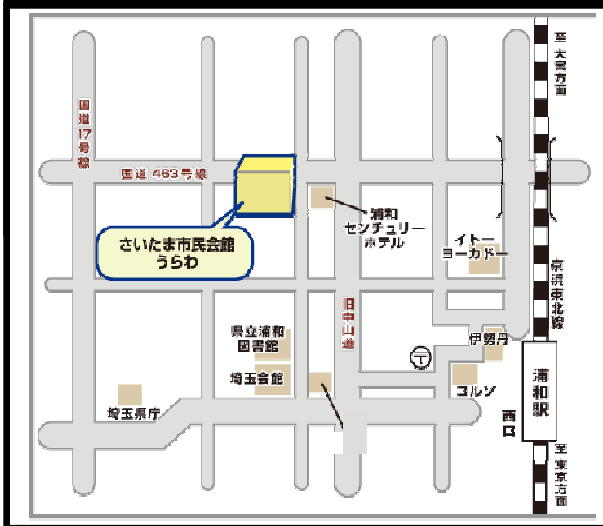 至 大宮方面
国道17号線
国道 463号線
浦和
センチュリー
ホテル
さいたま市民会館
うらわ
イトー
ヨーカドー
京浜東北線
旧中山道
県立浦和
図書館
伊勢丹
〒
埼玉会館
コルソ
浦和駅
埼玉県庁
西口
至 東京方面